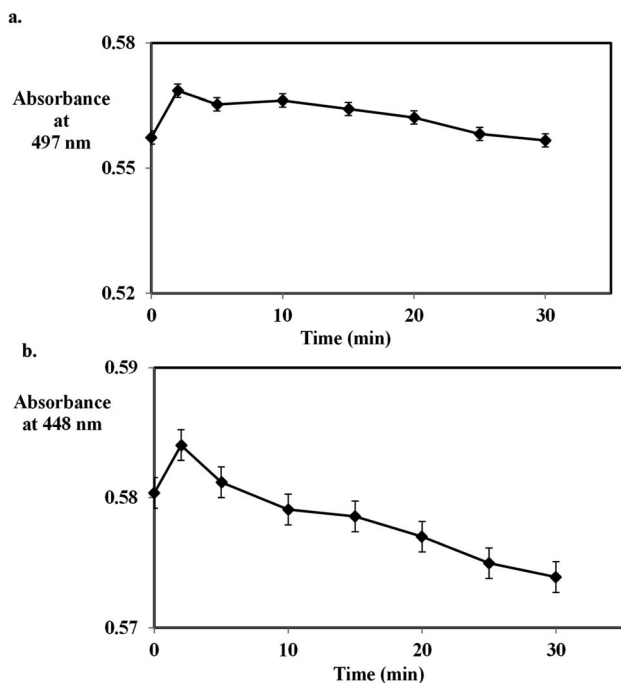 a.
0.58
Absorbance
at
497 nm
0.55
0.52
0 10 20 30
Time (min)
b.
0.59
Absorbance
at 448 nm
0.58
0.57
0 10 20 30
Time (min)